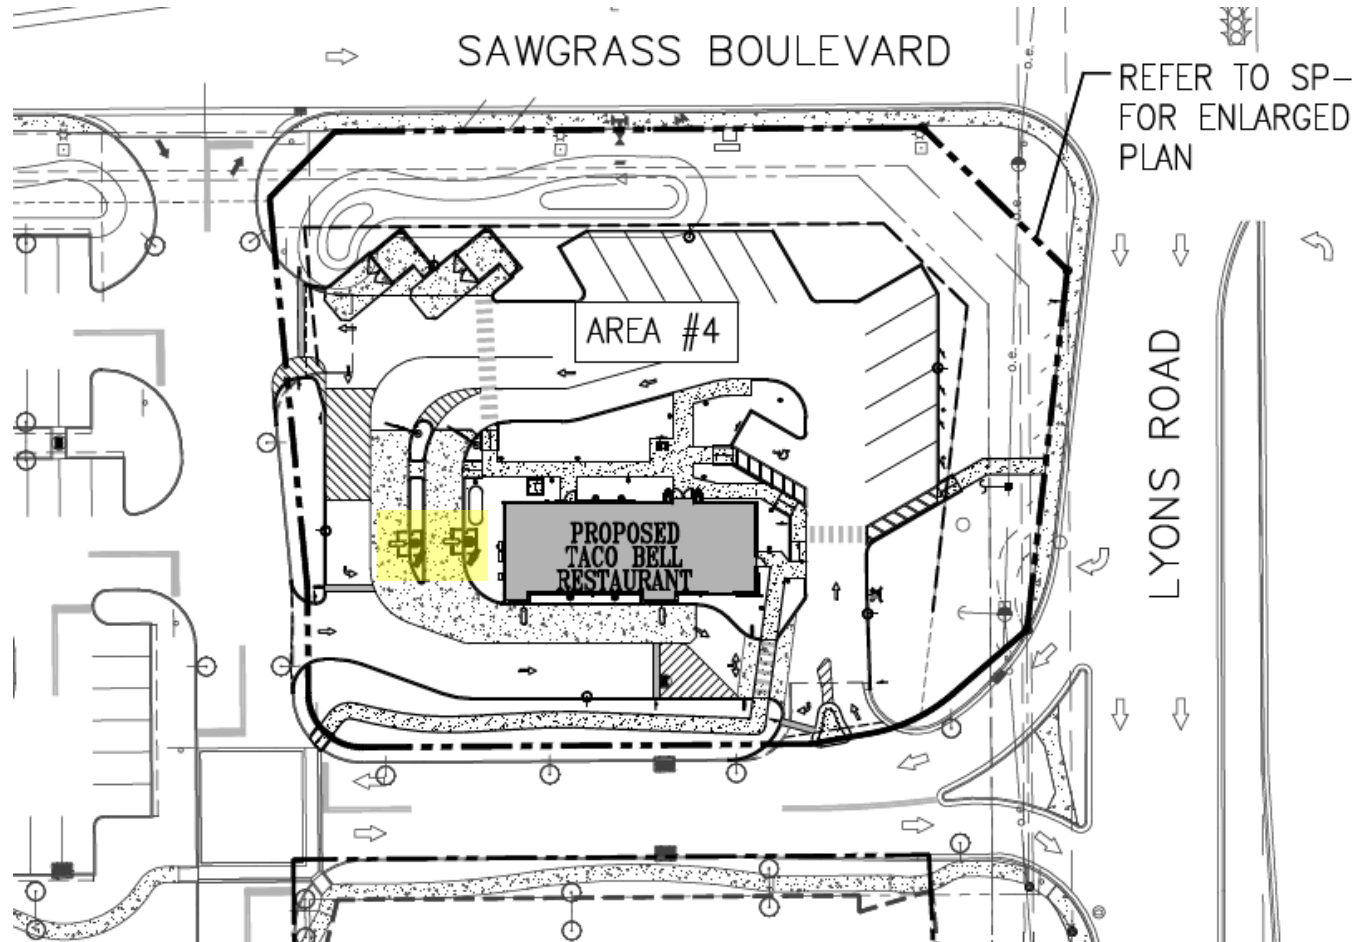 SAWGRASS BOULEVARD
REFER TO SP-
FOR ENLARGED
PLAN
AREA #4
LYONS ROAD
PROPOSED
TACO BELL
RESTAURANT
o.e.
o.e.
o.e.